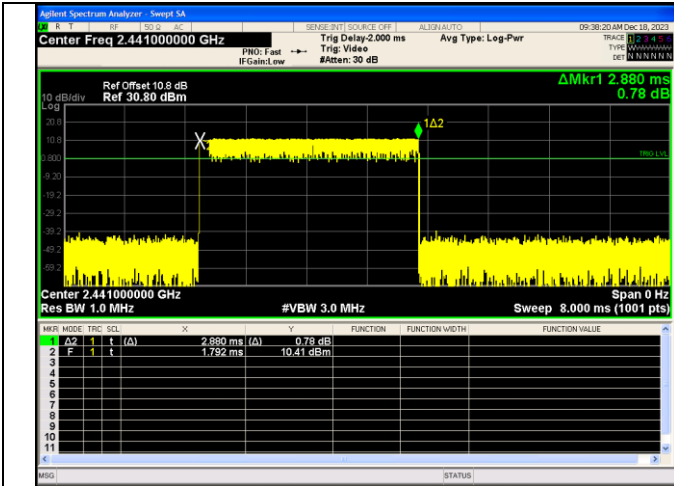 Agilent Spectrum Analyzer - Swept SA
R T RF 50 Ω AC SENSE:INT SOURCE OFF ALIGN AUTO 09:38:20 AM Dec 18, 2023
Center Freq 2.441000000 GHz
PNO: Fast
IFGain:Low
Trig Delay-2.000 ms
Trig: Video
#Atten: 30 dB
Avg Type: Log-Pwr
TRACE 1 2 3 4 5 6
TYPE
DET N N N N N N
Ref Offset 10.8 dB
Ref 30.80 dBm
10 dB/div
Log
ΔMkr1 2.880 ms
0.78 dB
20.8
10.8
0.800
-9.20
-19.2
-29.2
-39.2
-49.2
-59.2
1Δ2
TRIG LVL
Center 2.441000000 GHz Span 0 Hz
Res BW 1.0 MHz #VBW 3.0 MHz Sweep 8.000 ms (1001 pts)
MKR MODE TRC SCL X Y FUNCTION FUNCTION WIDTH FUNCTION VALUE
1 Δ2 1 t (Δ) 2.880 ms (Δ) 0.78 dB
2 F 1 t 1.792 ms 10.41 dBm
3
4
5
6
7
8
9
10
11
MSG STATUS